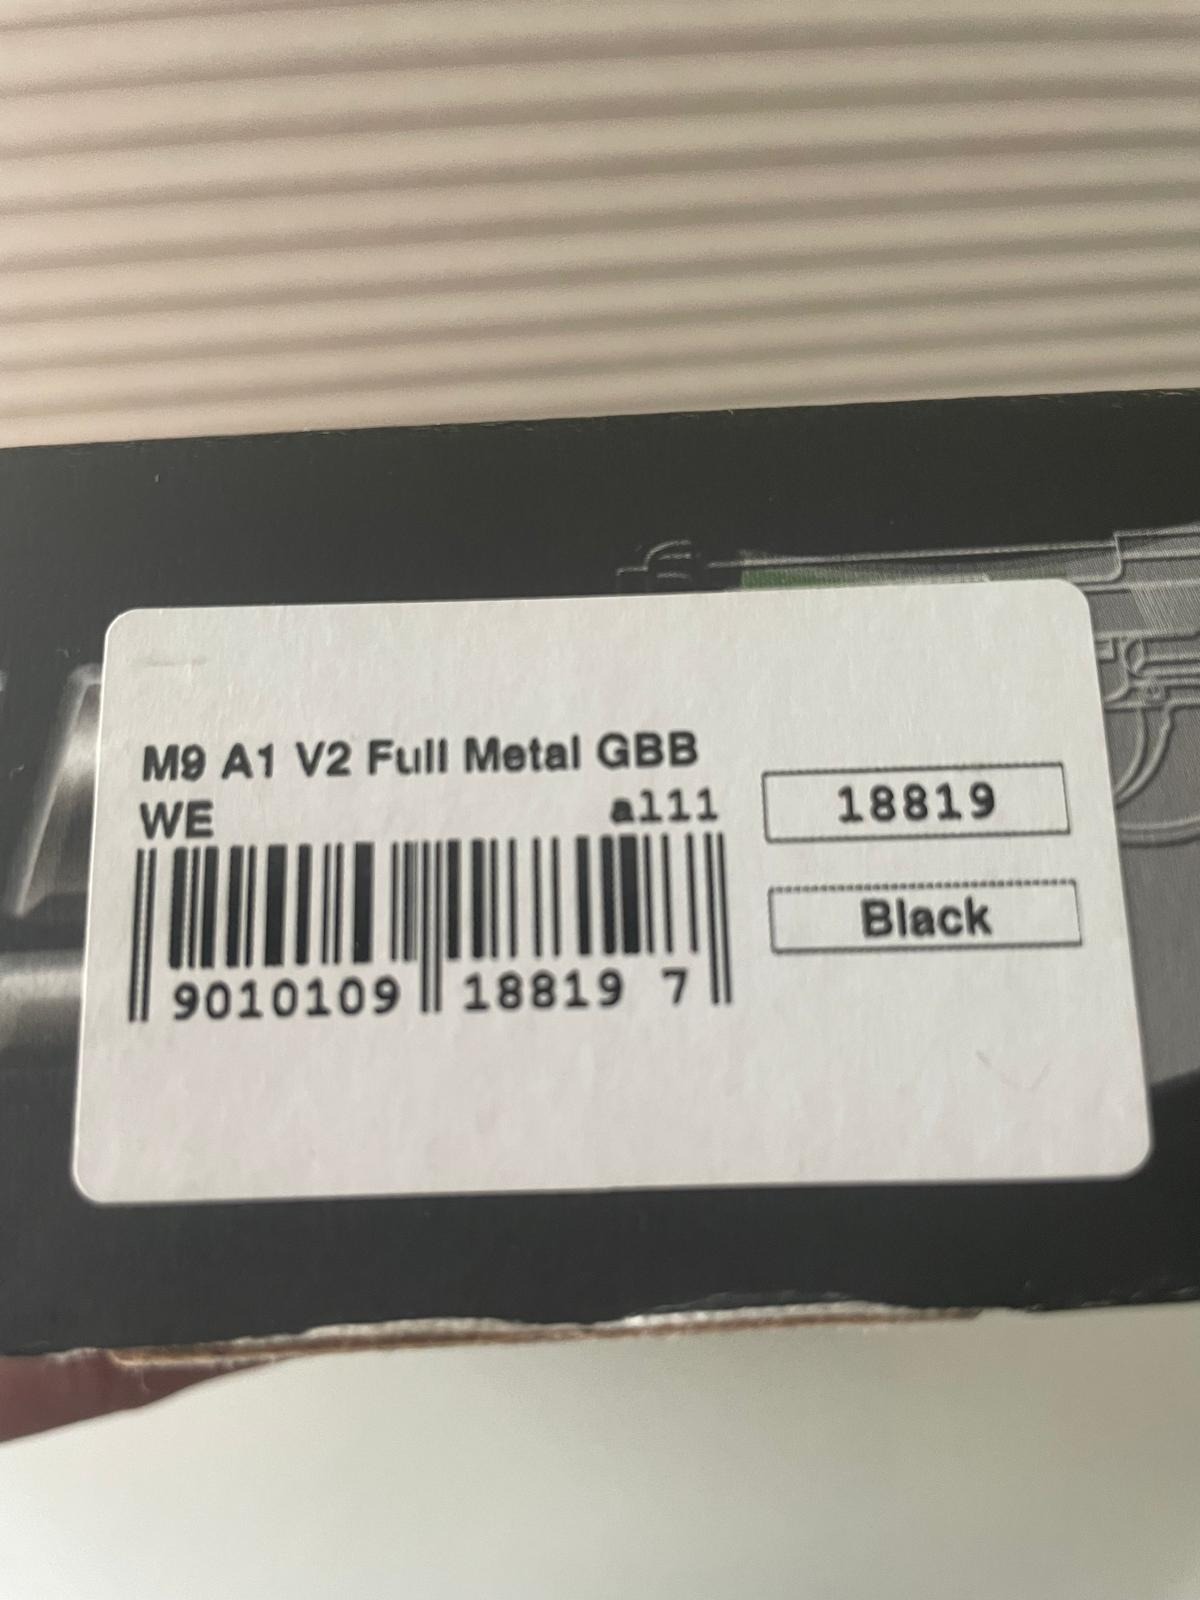 M9 A1 V2 Full Metal GBB
WE a111
18819
Black
9010109 18819 7